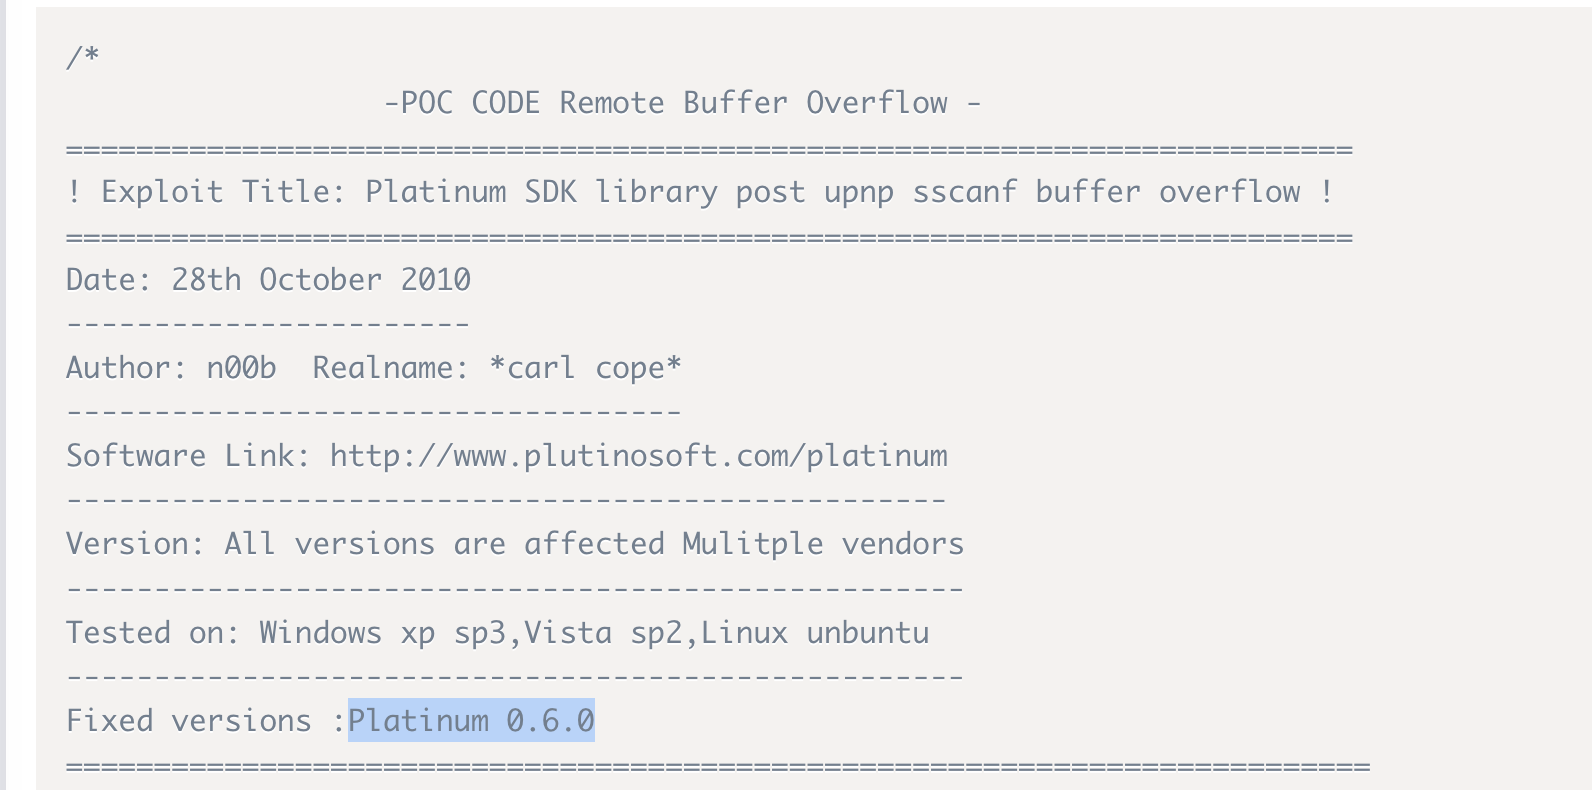 /*
-POC CODE Remote Buffer Overflow -
=========================================================================
! Exploit Title: Platinum SDK library post upnp sscanf buffer overflow !
=========================================================================
Date: 28th October 2010
-----------------------
Author: n00b  Realname: *carl cope*
-----------------------------------
Software Link: http://www.plutinosoft.com/platinum
--------------------------------------------------
Version: All versions are affected Mulitple vendors
---------------------------------------------------
Tested on: Windows xp sp3,Vista sp2,Linux unbuntu
---------------------------------------------------
Fixed versions :Platinum 0.6.0
==========================================================================